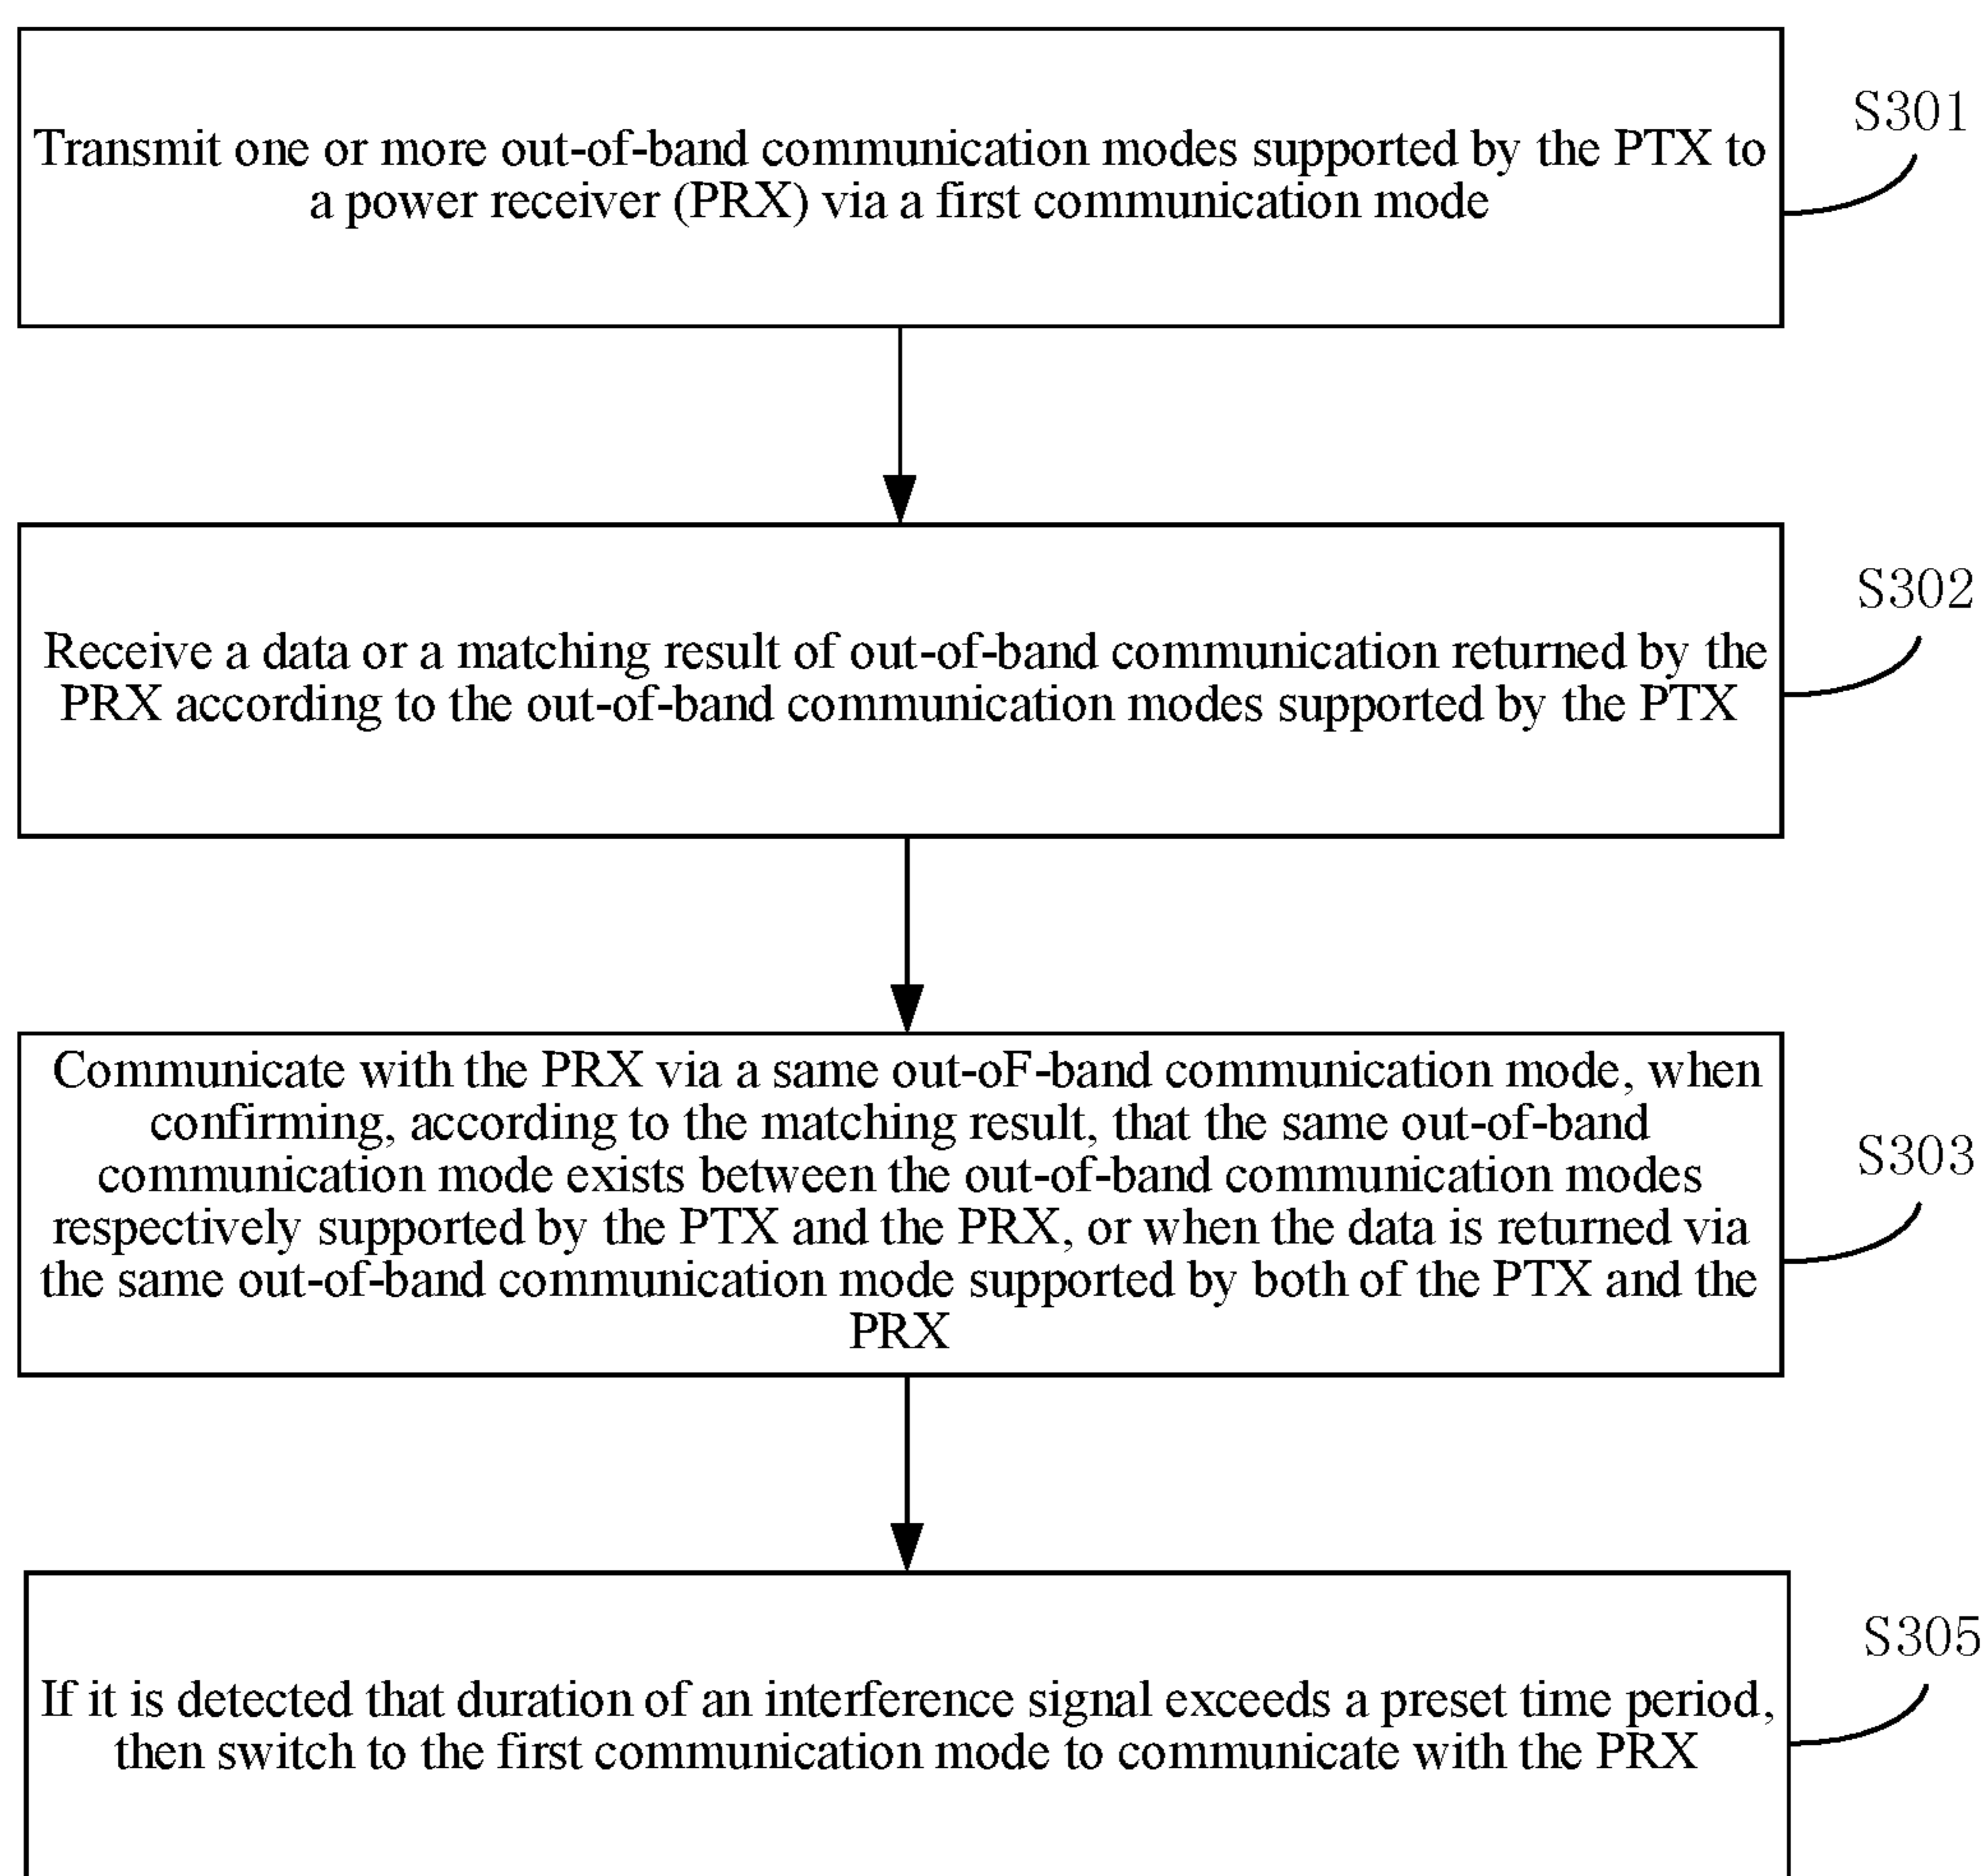 S301
Transmit one or more out-of-band communication modes supported by the PTX to
a power receiver (PRX) via a first communication mode
S302
Receive a data or a matching result of out-of-band communication returned by the
PRX according to the out-of-band communication modes supported by the PTX
Communicate with the PRX via a same out-oF-band communication mode, when
confirming, according to the matching result, that the same out-of-band
S303
communication mode exists between the out-of-band communication modes
respectively supported by the PTX and the PRX, or when the data is returned via
the same out-of-band communication mode supported by both of the PTX and the
PRX
S305
If it is detected that duration of an interference signal exceeds a preset time period,
then switch to the first communication mode to communicate with the PRX